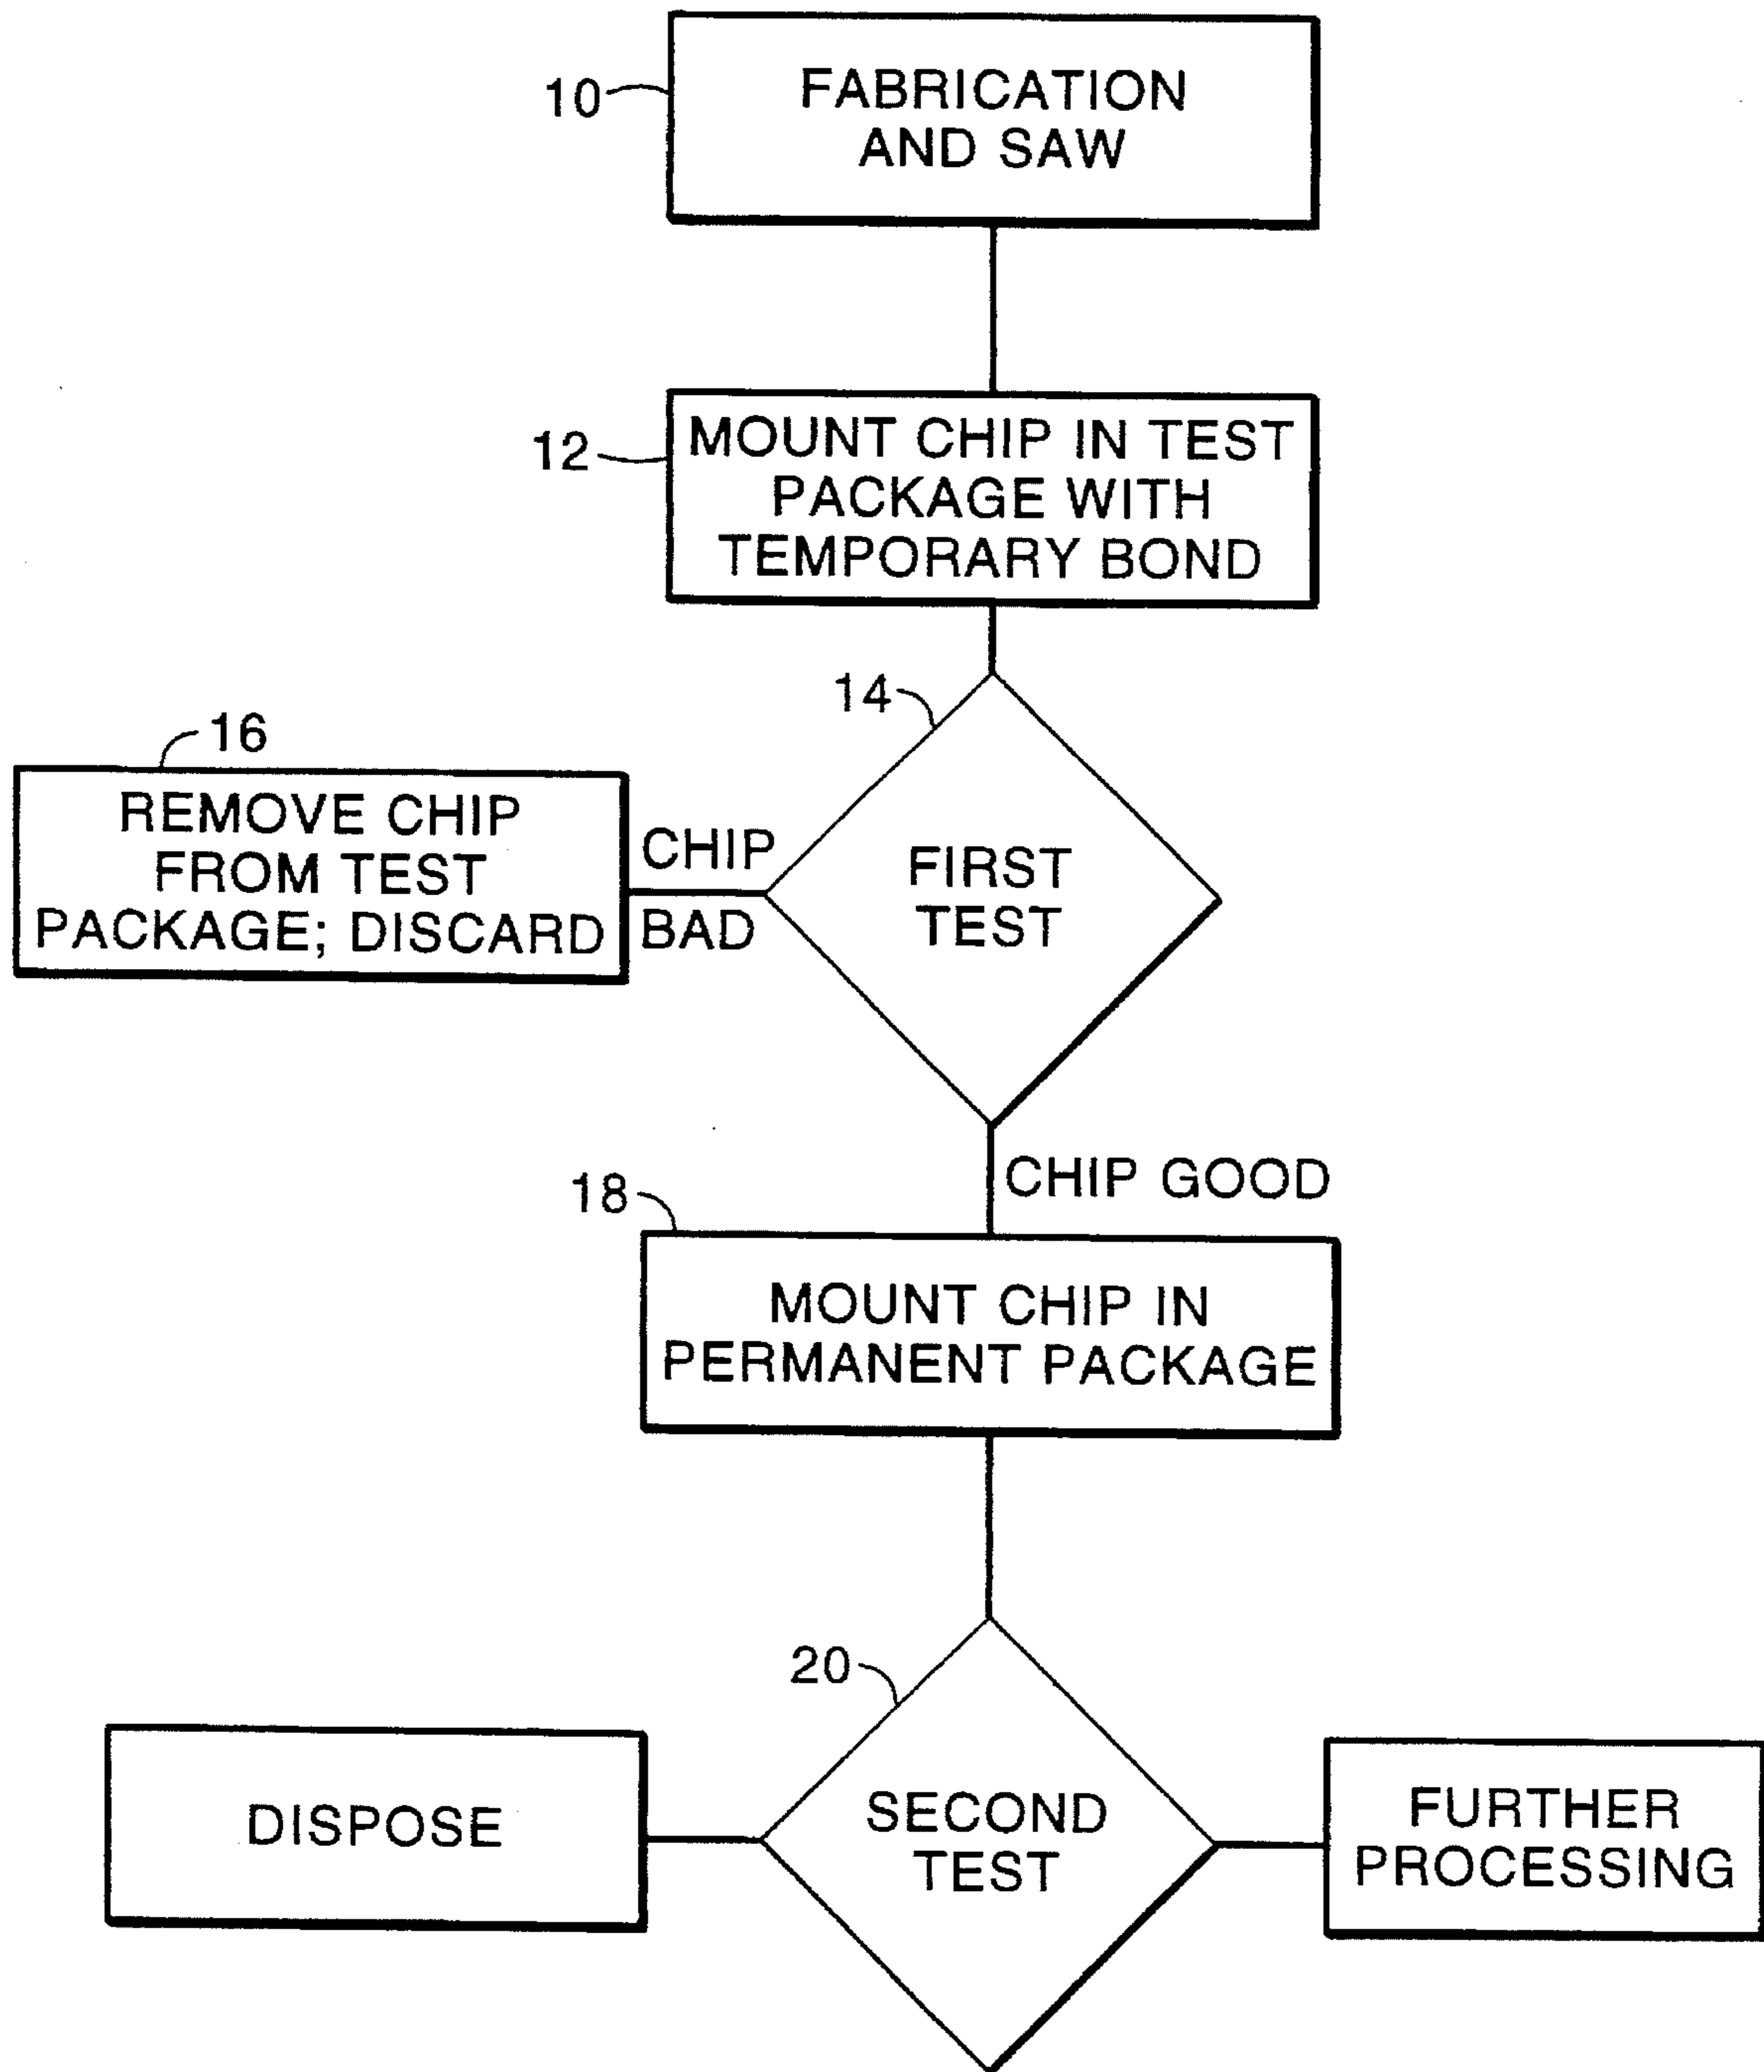 10
FABRICATION
AND SAW
12
MOUNT CHIP IN TEST
PACKAGE WITH
TEMPORARY BOND
14
FIRST
TEST
16
REMOVE CHIP
FROM TEST
PACKAGE; DISCARD
CHIP
BAD
CHIP GOOD
18
MOUNT CHIP IN
PERMANENT PACKAGE
20
SECOND
TEST
DISPOSE
FURTHER
PROCESSING